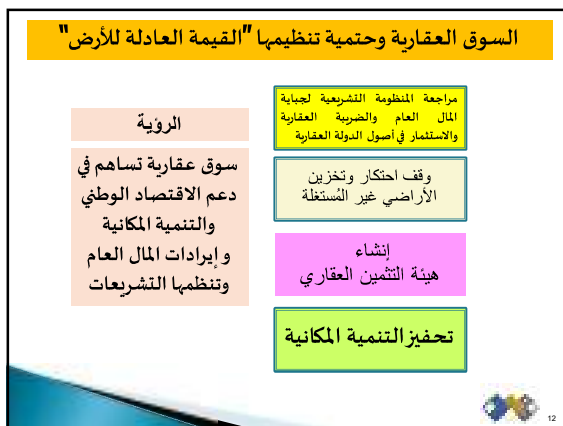 السوق العقارية وحتمية تنظيمها "القيمة العادلة للأرض"
مراجعة المنظومة التشريعية لجباية
المال العام والضريبة العقارية
والاستثمار في أصول الدولة العقارية
وقف احتكار وتخزين
الأراضي غير المُستغلة
إنشاء
هيئة التثمين العقاري
تحفيز التنمية المكانية
الرؤية
سوق عقارية تساهم في
دعم الاقتصاد الوطني
والتنمية المكانية
وإيرادات المال العام
وتنظمها التشريعات
12